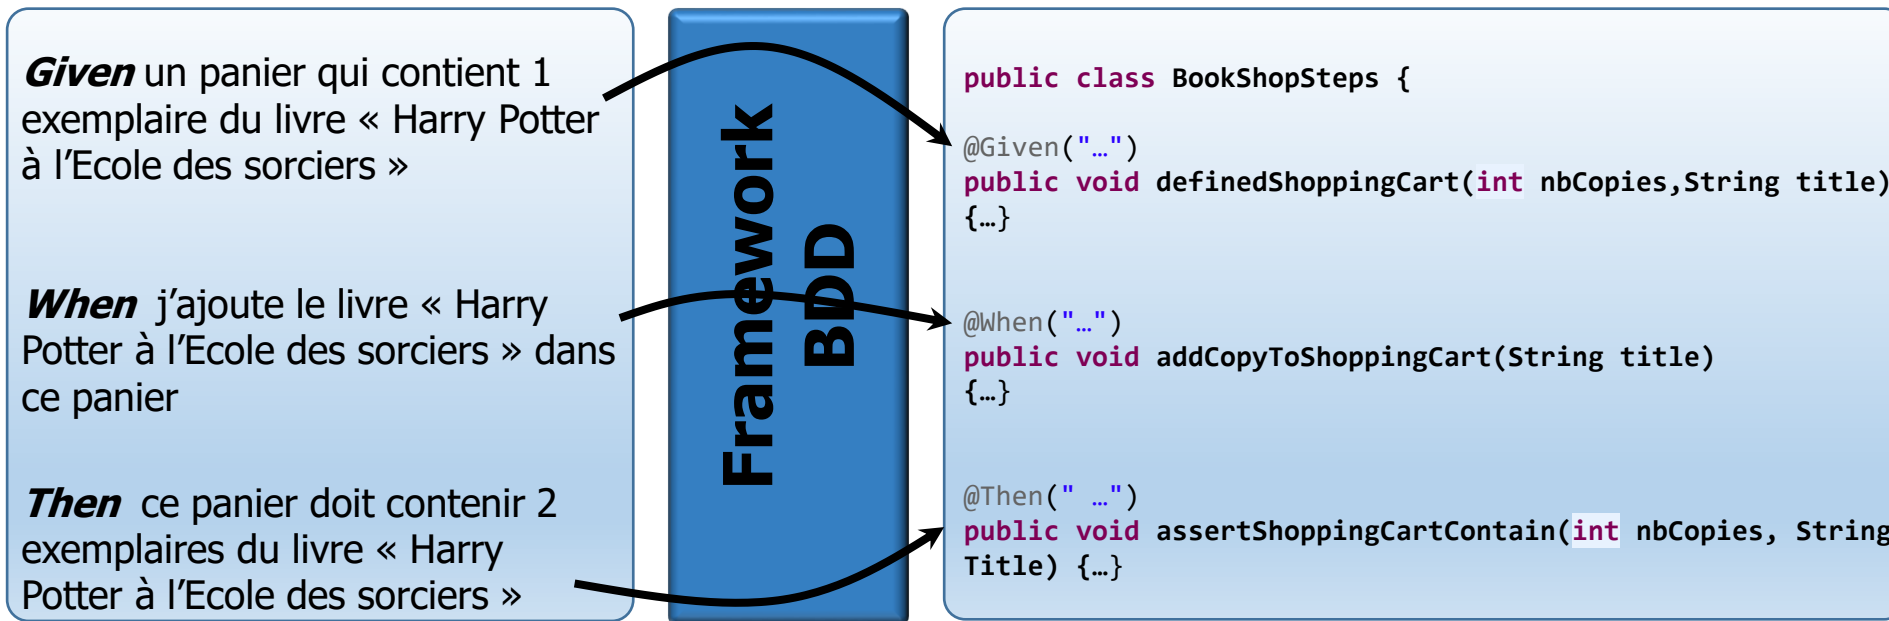 Given un panier qui contient 1
exemplaire du livre « Harry Potter
à l’Ecole des sorciers »
When j’ajoute le livre « Harry
Potter à l’Ecole des sorciers » dans
ce panier
Then ce panier doit contenir 2
exemplaires du livre « Harry
Potter à l’Ecole des sorciers »
Framework
BDD
public class BookShopSteps {
@Given("…")
public void definedShoppingCart(int nbCopies,String title)
{…}
@When("…")
public void addCopyToShoppingCart(String title)
{…}
@Then(" …")
public void assertShoppingCartContain(int nbCopies, String
Title) {…}